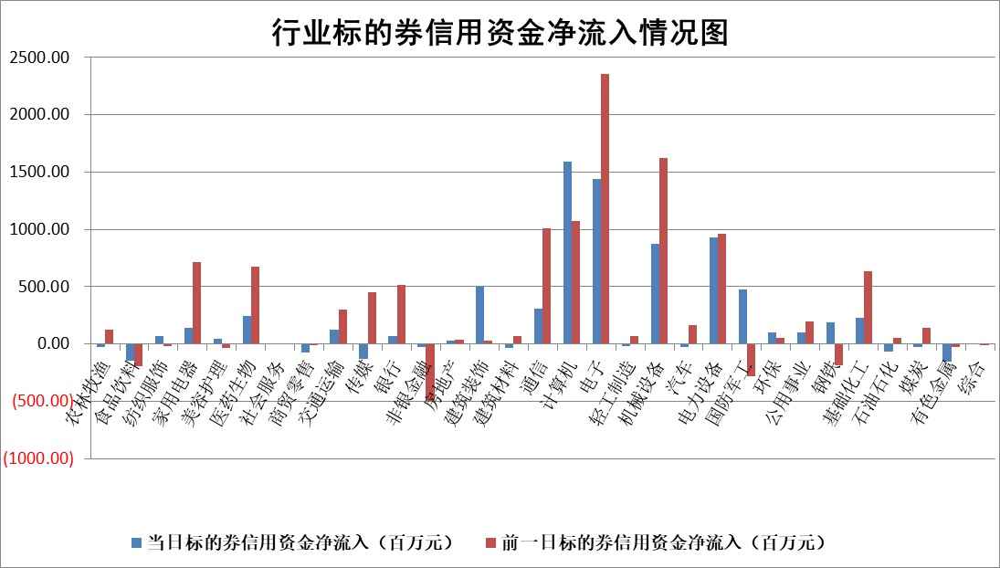 行业标的券信用资金净流入情况图
2500.00
2000.00
1500.00
1000.00
500.00
0.00
(500.00)
(1000.00)
农林牧渔
食品饮料
纺织服饰
家用电器
美容护理
医药生物
社会服务
商贸零售
交通运输
传媒
银行
非银金融
房地产
建筑装饰
建筑材料
通信
计算机
电子
轻工制造
机械设备
汽车
电力设备
国防军工
环保
公用事业
钢铁
基础化工
石油石化
煤炭
有色金属
综合
当日标的券信用资金净流入（百万元）
前一日标的券信用资金净流入（百万元）